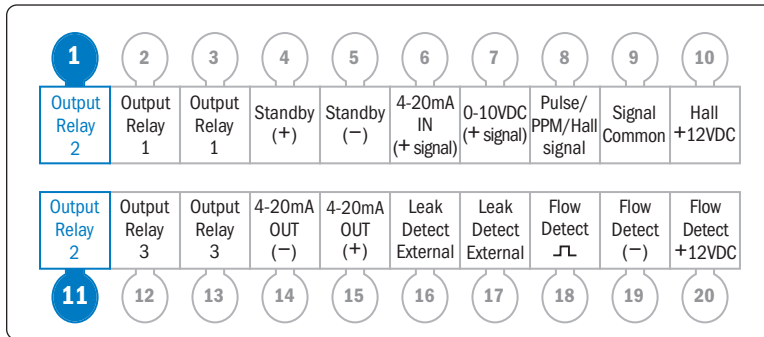 1 2 3 4 5 6 7 8 9 10
Output Output Output Standby Standby 4-20mA 0-10VDC Pulse/ Signal Hall
Relay Relay Relay (+) (−) IN (+ signal) PPM/Hall Common +12VDC
2 1 1 (+ signal) signal
Output Output Output 4-20mA 4-20mA Leak Leak Flow Flow Flow
Relay Relay Relay OUT OUT Detect Detect Detect Detect Detect
2 3 3 (−) (+) External External (−) +12VDC
11 12 13 14 15 16 17 18 19 20